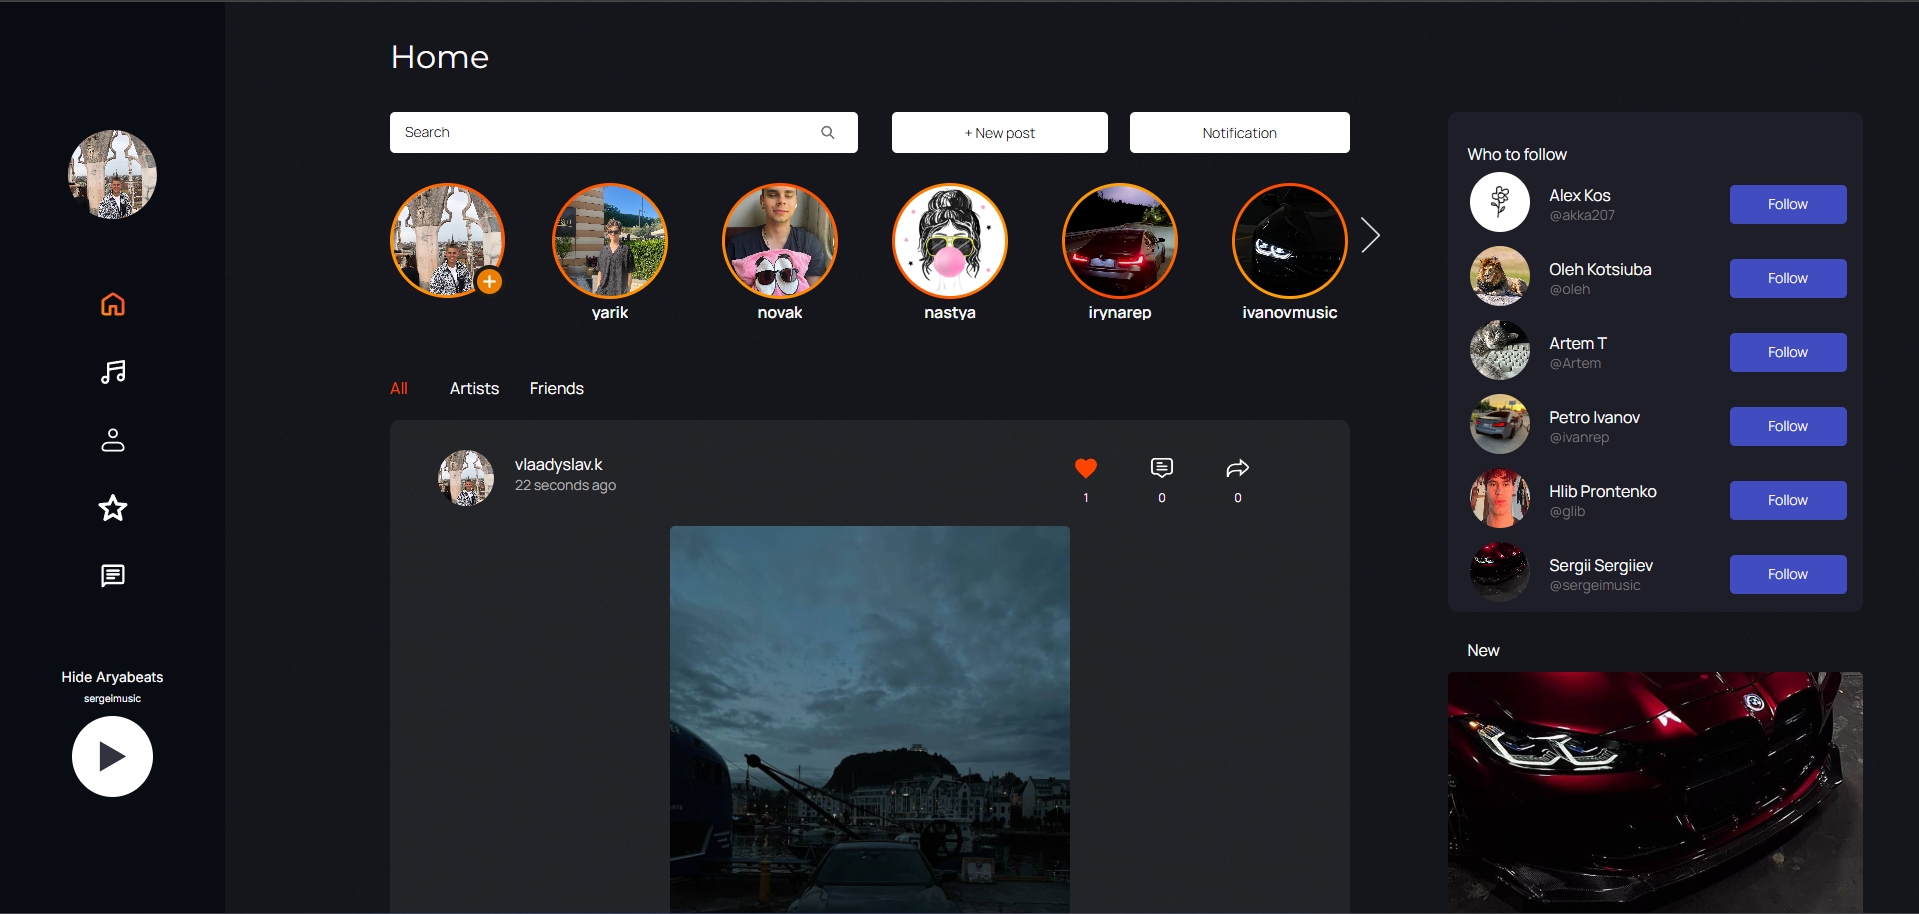 Home
Search
+ New post
Notification
yarik
novak
nastya
irynarep
ivanovmusic
All
Artists
Friends
vlaadyslav.k
22 seconds ago
1
0
0
Who to follow
Alex Kos
@akka207
Follow
Oleh Kotsiuba
@oleh
Follow
Artem T
@Artem
Follow
Petro Ivanov
@ivanrep
Follow
Hlib Prontenko
@glib
Follow
Sergii Sergiiev
@sergeimusic
Follow
New
Hide Aryabeats
sergeimusic